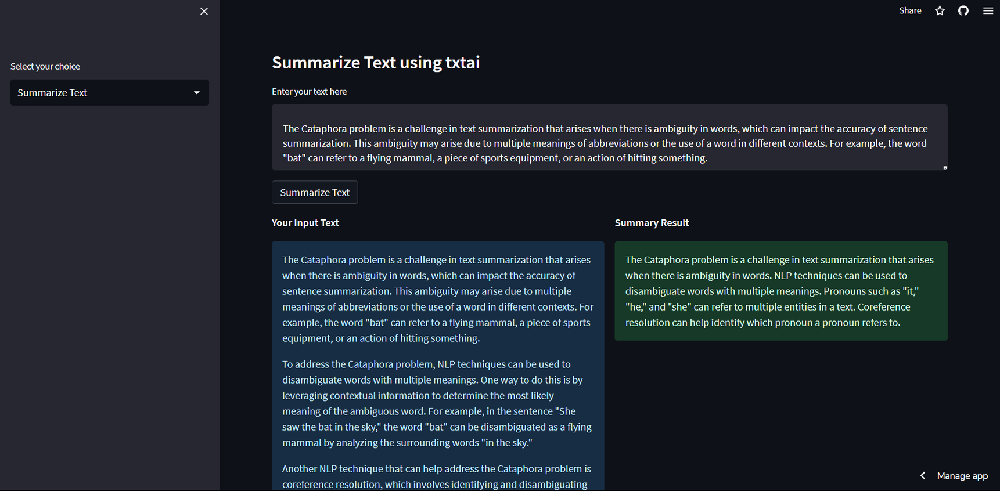 Share
Select your choice
Summarize Text
Summarize Text using txtai
Enter your text here
The Cataphora problem is a challenge in text summarization that arises when there is ambiguity in words, which can impact the accuracy of sentence
summarization. This ambiguity may arise due to multiple meanings of abbreviations or the use of a word in different contexts. For example, the word
"bat" can refer to a flying mammal, a piece of sports equipment, or an action of hitting something.
Summarize Text
Your Input Text
The Cataphora problem is a challenge in text summarization that arises
when there is ambiguity in words, which can impact the accuracy of
sentence summarization. This ambiguity may arise due to multiple
meanings of abbreviations or the use of a word in different contexts. For
example, the word "bat" can refer to a flying mammal, a piece of sports
equipment, or an action of hitting something.
To address the Cataphora problem, NLP techniques can be used to
disambiguate words with multiple meanings. One way to do this is by
leveraging contextual information to determine the most likely
meaning of the ambiguous word. For example, in the sentence "She
saw the bat in the sky," the word "bat" can be disambiguated as a flying
mammal by analyzing the surrounding words "in the sky."
Another NLP technique that can help address the Cataphora problem is
coreference resolution, which involves identifying and disambiguating
Summary Result
The Cataphora problem is a challenge in text summarization that arises
when there is ambiguity in words. NLP techniques can be used to
disambiguate words with multiple meanings. Pronouns such as "it,"
"he," and "she" can refer to multiple entities in a text. Coreference
resolution can help identify which pronoun a pronoun refers to.
Manage app